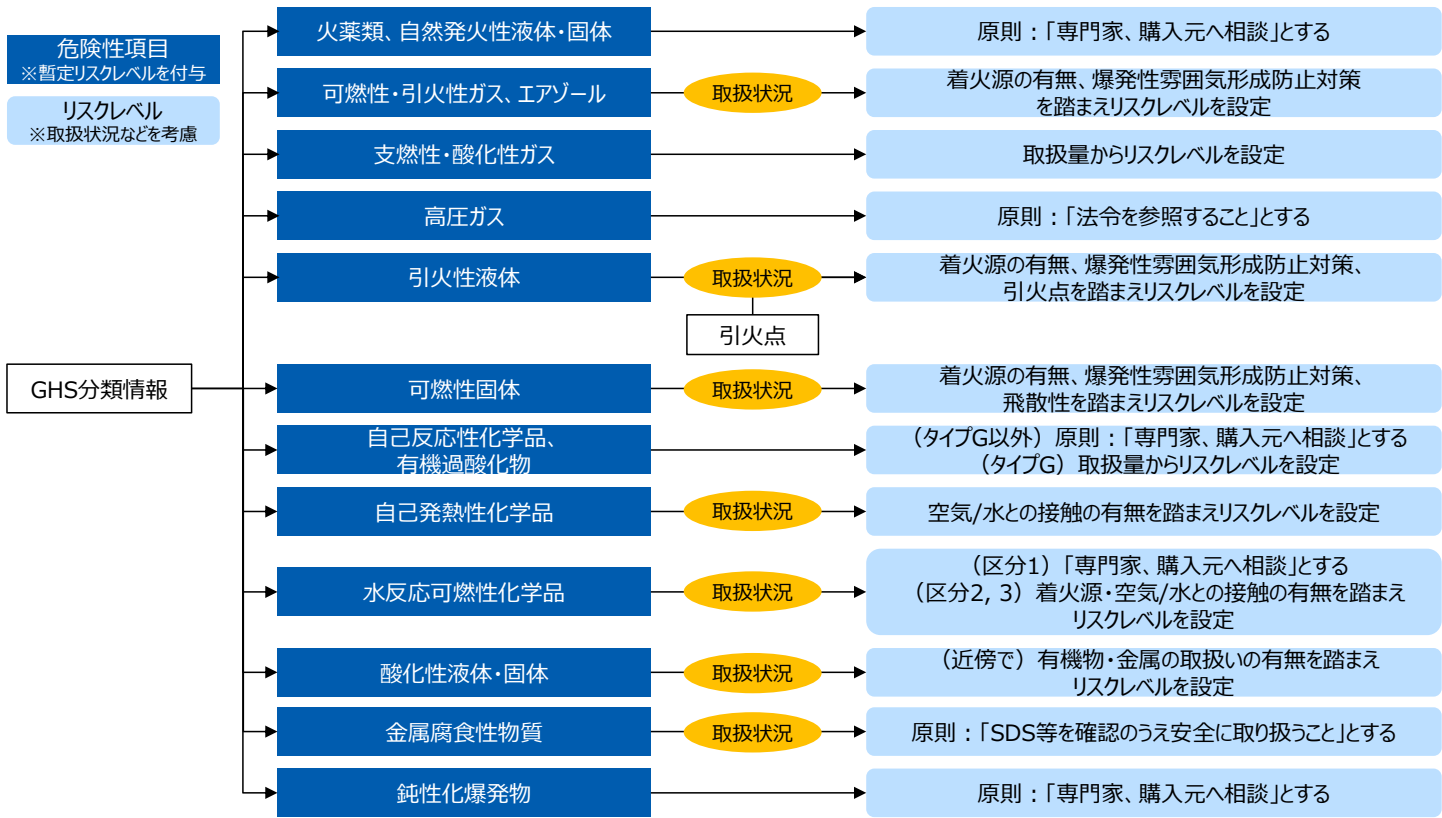 危険性項目
※暫定リスクレベルを付与
リスクレベル
※取扱状況などを考慮
GHS分類情報
火薬類、自然発火性液体・固体
原則：「専門家、購入元へ相談」とする
可燃性・引火性ガス、エアゾール
取扱状況
着火源の有無、爆発性雰囲気形成防止対策
を踏まえリスクレベルを設定
支燃性・酸化性ガス
取扱量からリスクレベルを設定
高圧ガス
原則：「法令を参照すること」とする
引火性液体
取扱状況
引火点
着火源の有無、爆発性雰囲気形成防止対策、
引火点を踏まえリスクレベルを設定
可燃性固体
取扱状況
着火源の有無、爆発性雰囲気形成防止対策、
飛散性を踏まえリスクレベルを設定
自己反応性化学品、
有機過酸化物
（タイプG以外）原則：「専門家、購入元へ相談」とする
（タイプG）取扱量からリスクレベルを設定
自己発熱性化学品
取扱状況
空気/水との接触の有無を踏まえリスクレベルを設定
水反応可燃性化学品
取扱状況
（区分1）「専門家、購入元へ相談」とする
（区分2, 3）着火源・空気/水との接触の有無を踏まえ
リスクレベルを設定
酸化性液体・固体
取扱状況
（近傍で）有機物・金属の取扱いの有無を踏まえ
リスクレベルを設定
金属腐食性物質
取扱状況
原則：「SDS等を確認のうえ安全に取り扱うこと」とする
鈍性化爆発物
原則：「専門家、購入元へ相談」とする